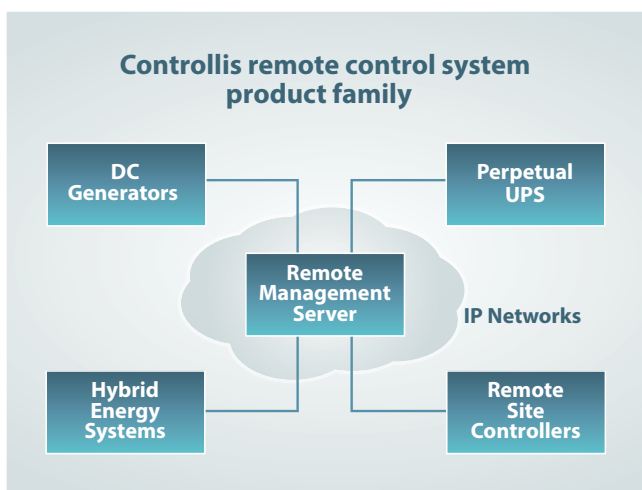 Controllis remote control system
product family
DC
Generators
Perpetual
UPS
Remote
Management
Server
IP Networks
Hybrid
Energy
Systems
Remote
Site
Controllers